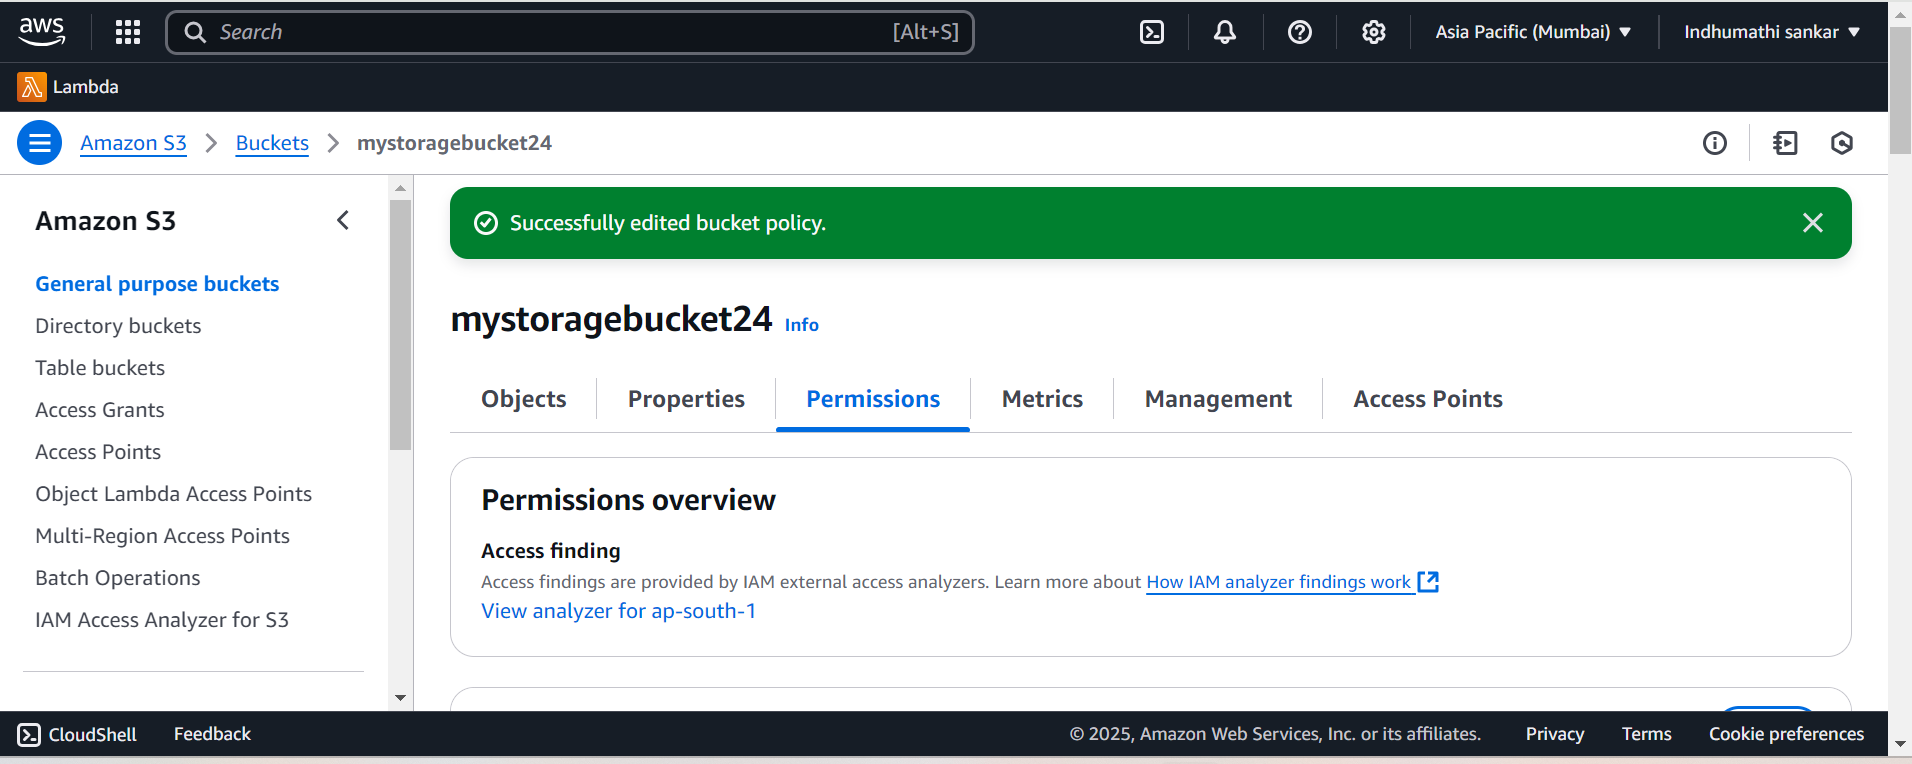 aws
Search [Alt+S]
Asia Pacific (Mumbai)
Indhumathi sankar
Lambda
Amazon S3
Buckets
mystoragebucket24
Amazon S3
General purpose buckets
Directory buckets
Table buckets
Access Grants
Access Points
Object Lambda Access Points
Multi-Region Access Points
Batch Operations
IAM Access Analyzer for S3
Successfully edited bucket policy.
mystoragebucket24 Info
Objects
Properties
Permissions
Metrics
Management
Access Points
Permissions overview
Access finding
Access findings are provided by IAM external access analyzers. Learn more about How IAM analyzer findings work
View analyzer for ap-south-1
CloudShell
Feedback
© 2025, Amazon Web Services, Inc. or its affiliates.
Privacy
Terms
Cookie preferences